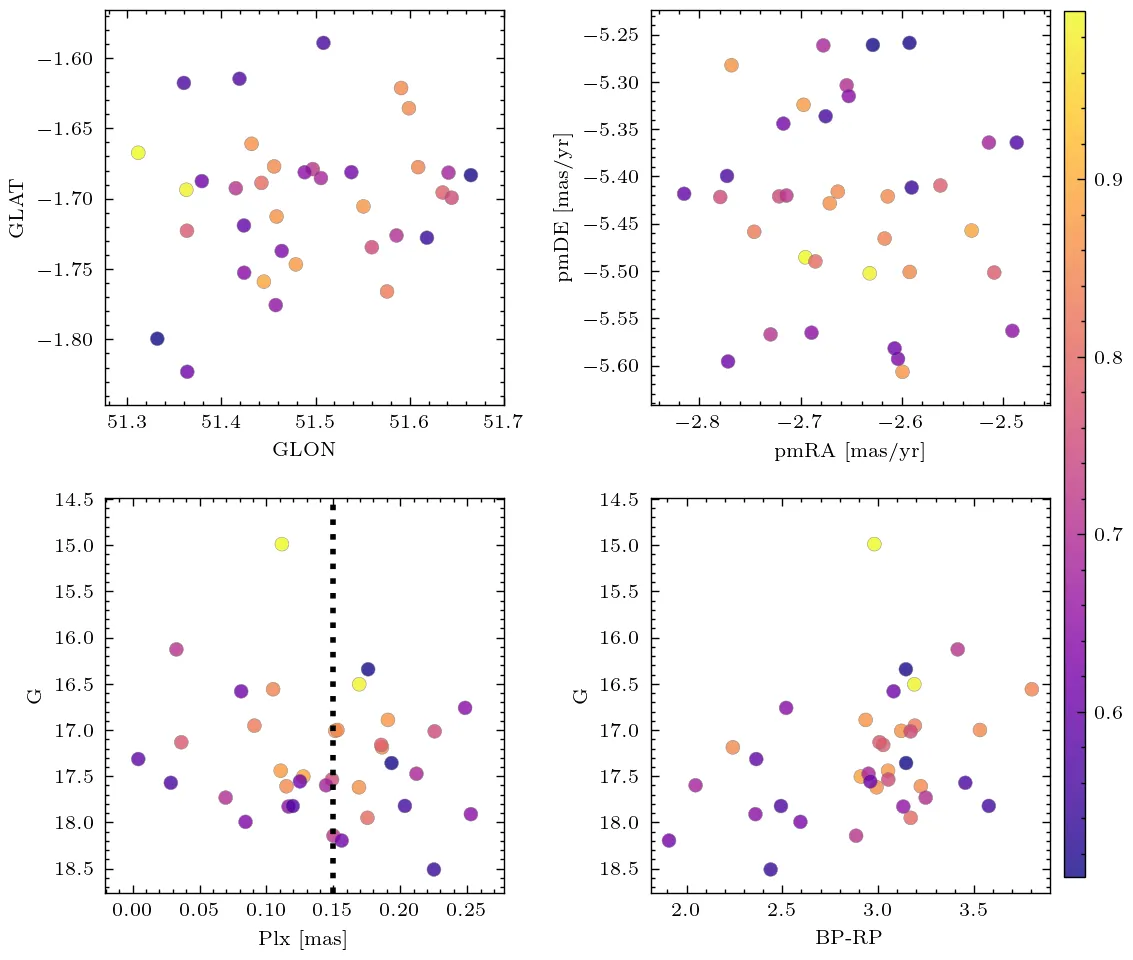 −1.60
−1.65
−1.70
−1.75
−1.80
GLAT
51.3 51.4 51.5 51.6 51.7
GLON
−5.25
−5.30
−5.35
−5.40
−5.45
−5.50
−5.55
−5.60
pmDE [mas/yr]
−2.8 −2.7 −2.6 −2.5
pmRA [mas/yr]
0.9
0.8
0.7
0.6
14.5
15.0
15.5
16.0
16.5
17.0
17.5
18.0
18.5
G
0.00 0.05 0.10 0.15 0.20 0.25
Plx [mas]
14.5
15.0
15.5
16.0
16.5
17.0
17.5
18.0
18.5
G
2.0 2.5 3.0 3.5
BP-RP